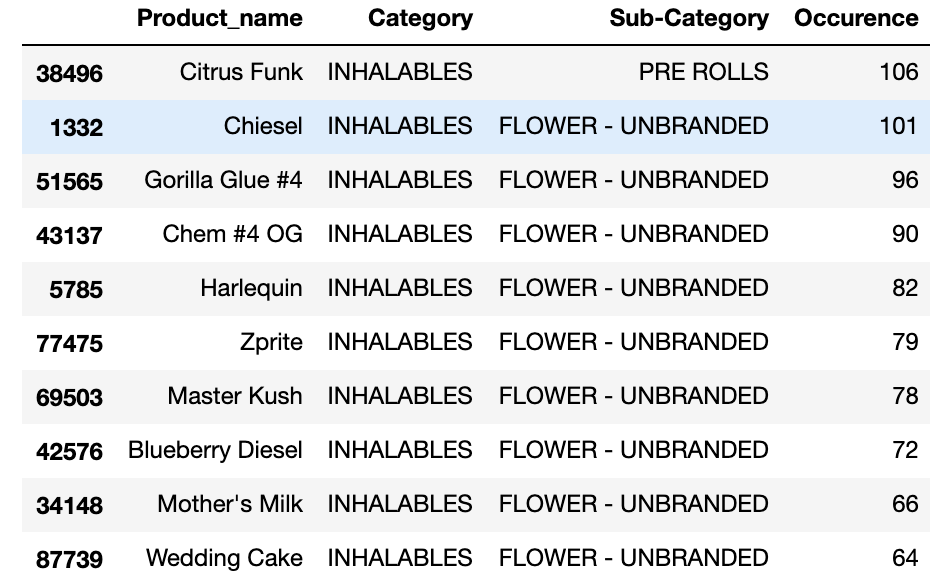 Product_name Category Sub-Category Occurence
38496 Citrus Funk INHALABLES PRE ROLLS 106
1332 Chiesel INHALABLES FLOWER - UNBRANDED 101
51565 Gorilla Glue #4 INHALABLES FLOWER - UNBRANDED 96
43137 Chem #4 OG INHALABLES FLOWER - UNBRANDED 90
5785 Harlequin INHALABLES FLOWER - UNBRANDED 82
77475 Zprite INHALABLES FLOWER - UNBRANDED 79
69503 Master Kush INHALABLES FLOWER - UNBRANDED 78
42576 Blueberry Diesel INHALABLES FLOWER - UNBRANDED 72
34148 Mother's Milk INHALABLES FLOWER - UNBRANDED 66
87739 Wedding Cake INHALABLES FLOWER - UNBRANDED 64